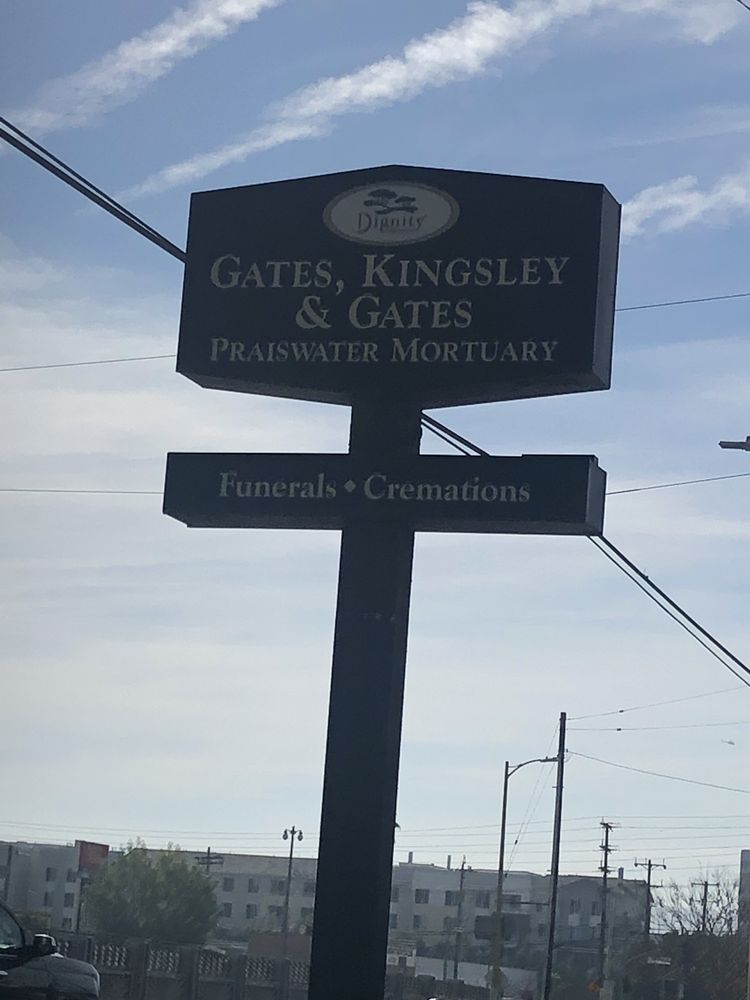 Dignity
GATES, KINGSLEY
& GATES
PRAISWATER MORTUARY
Funerals ◆ Cremations